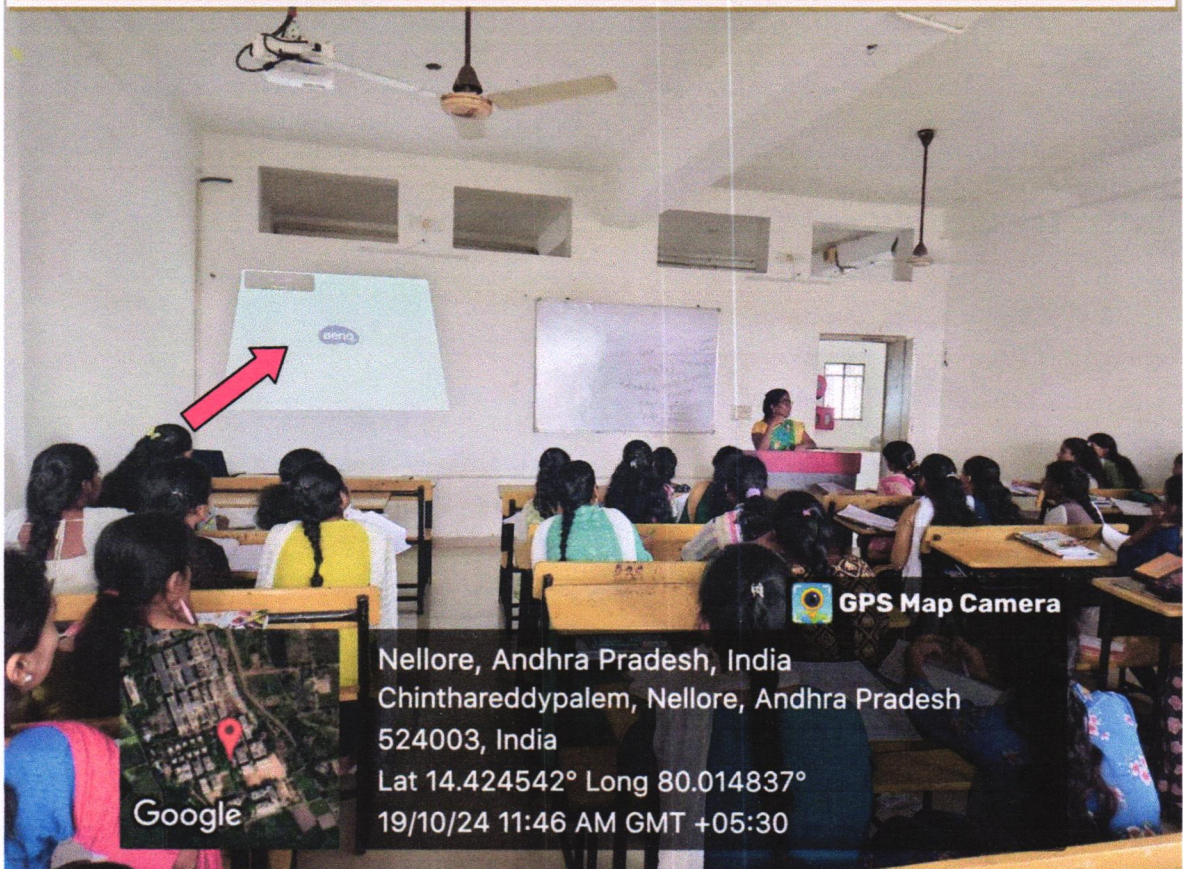 BenQ
GPS Map Camera
Nellore, Andhra Pradesh, India
Chinthareddypalem, Nellore, Andhra Pradesh
524003, India
Lat 14.424542° Long 80.014837°
19/10/24 11:46 AM GMT +05:30
Google